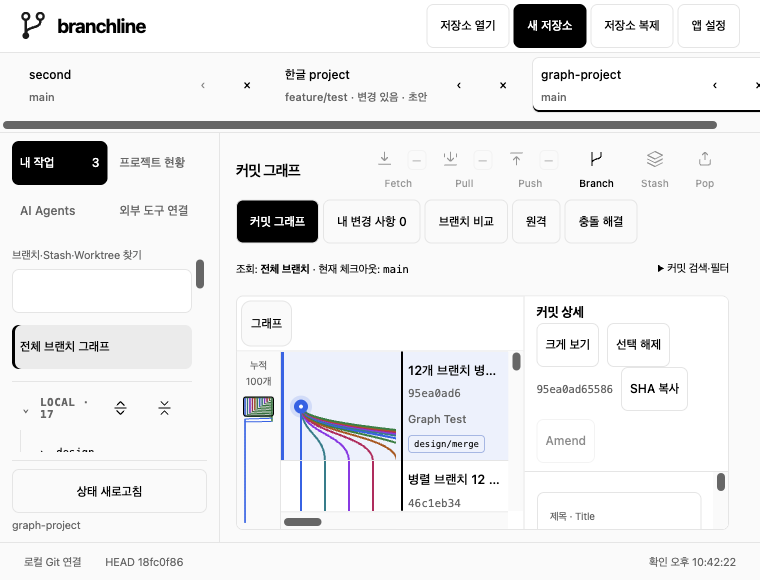 branchline
저장소 열기
새 저장소
저장소 복제
앱 설정
second
main
‹
×
한글 project
feature/test · 변경 있음 · 초안
‹
×
graph-project
main
‹
×
내 작업 3
프로젝트 현황
AI Agents
외부 도구 연결
브랜치·Stash·Worktree 찾기
전체 브랜치 그래프
LOCAL ·
17
상태 새로고침
graph-project
커밋 그래프
Fetch
Pull
Push
Branch
Stash
Pop
커밋 그래프
내 변경 사항 0
브랜치 비교
원격
충돌 해결
조회: 전체 브랜치 · 현재 체크아웃: main
▶ 커밋 검색·필터
그래프
누적
100개
12개 브랜치 병...
95ea0ad6
Graph Test
design/merge
병렬 브랜치 12 ...
46c1eb34
커밋 상세
크게 보기
선택 해제
95ea0ad65586
SHA 복사
Amend
제목 · Title
로컬 Git 연결
HEAD 18fc0f86
확인 오후 10:42:22